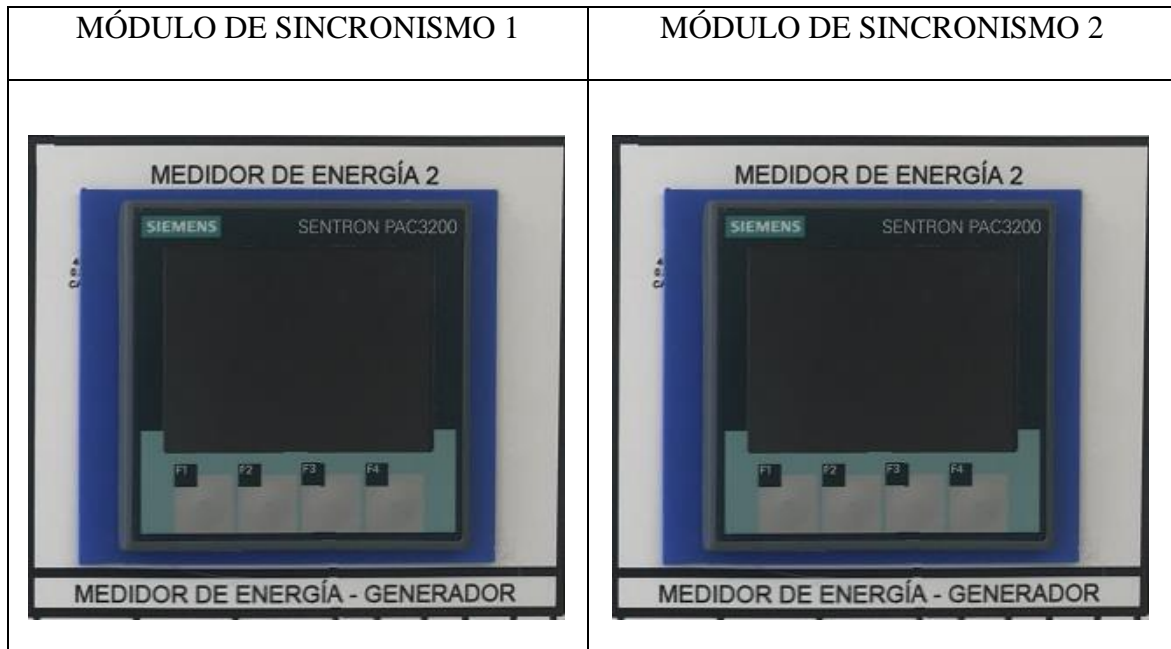 MÓDULO DE SINCRONISMO 1
MÓDULO DE SINCRONISMO 2
MEDIDOR DE ENERGÍA 2
SIEMENS SENTRON PAC3200
F1 F2 F3 F4
MEDIDOR DE ENERGÍA - GENERADOR
MEDIDOR DE ENERGÍA 2
SIEMENS SENTRON PAC3200
F1 F2 F3 F4
MEDIDOR DE ENERGÍA - GENERADOR